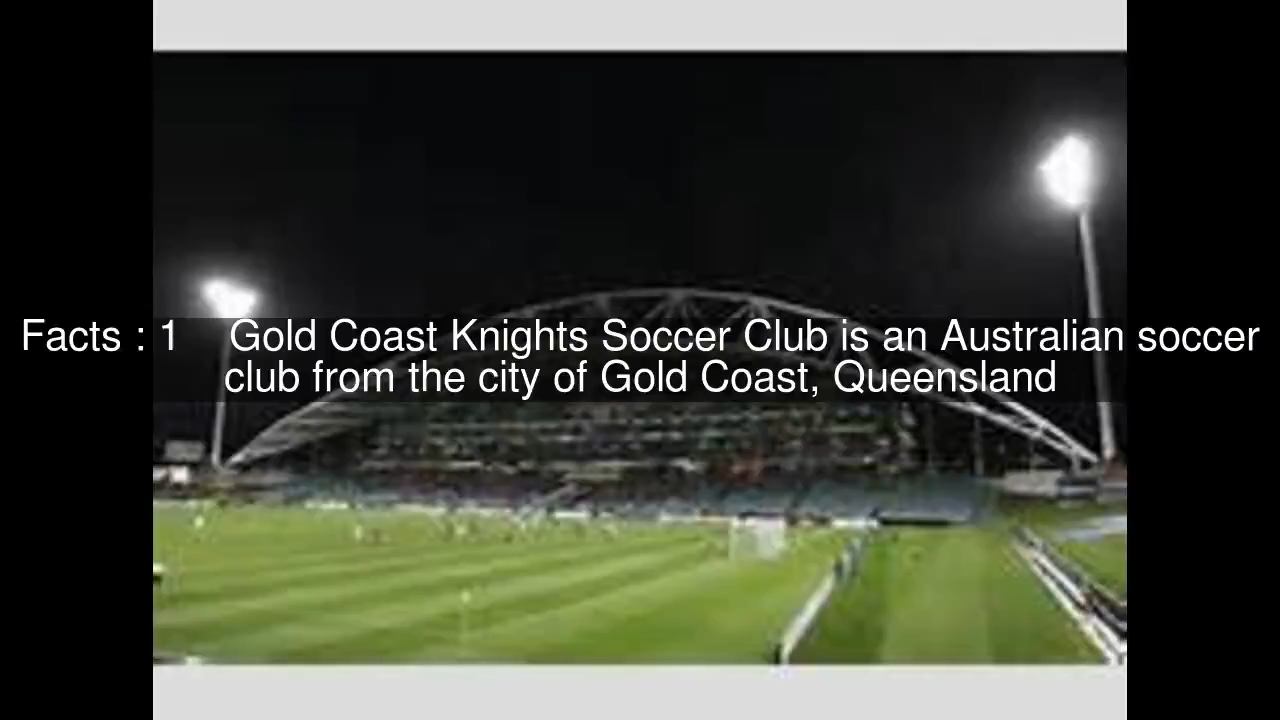 Facts : 1 Gold Coast Knights Soccer Club is an Australian soccer
club from the city of Gold Coast, Queensland